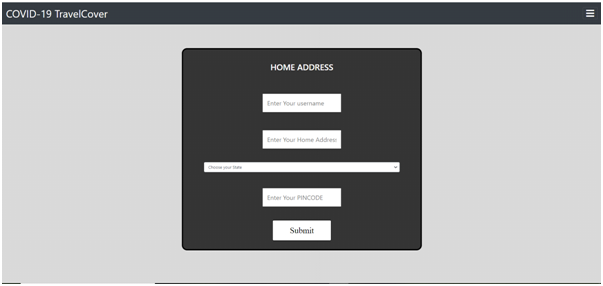 COVID-19 TravelCover
HOME ADDRESS
Enter Your username
Enter Your Home Address
Choose your State
Enter Your PINCODE
Submit